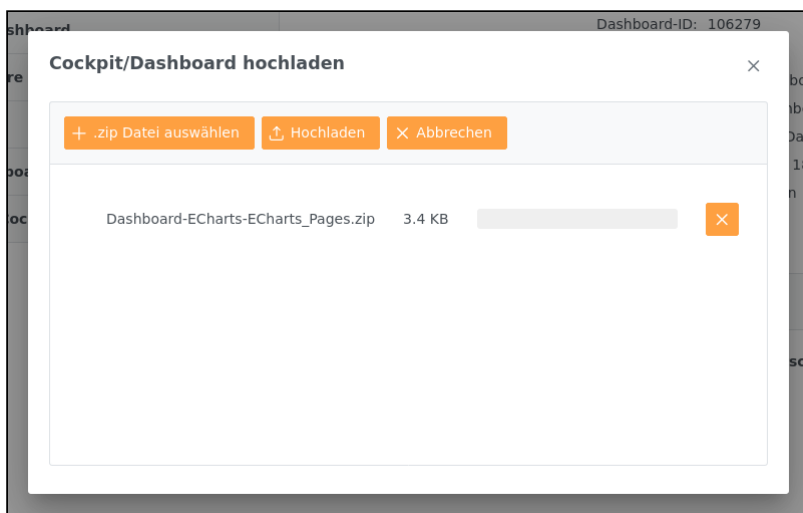 Dashboard-ID: 106279
Cockpit/Dashboard hochladen
.zip Datei auswählen Hochladen Abbrechen
Dashboard-ECharts-ECharts_Pages.zip 3.4 KB